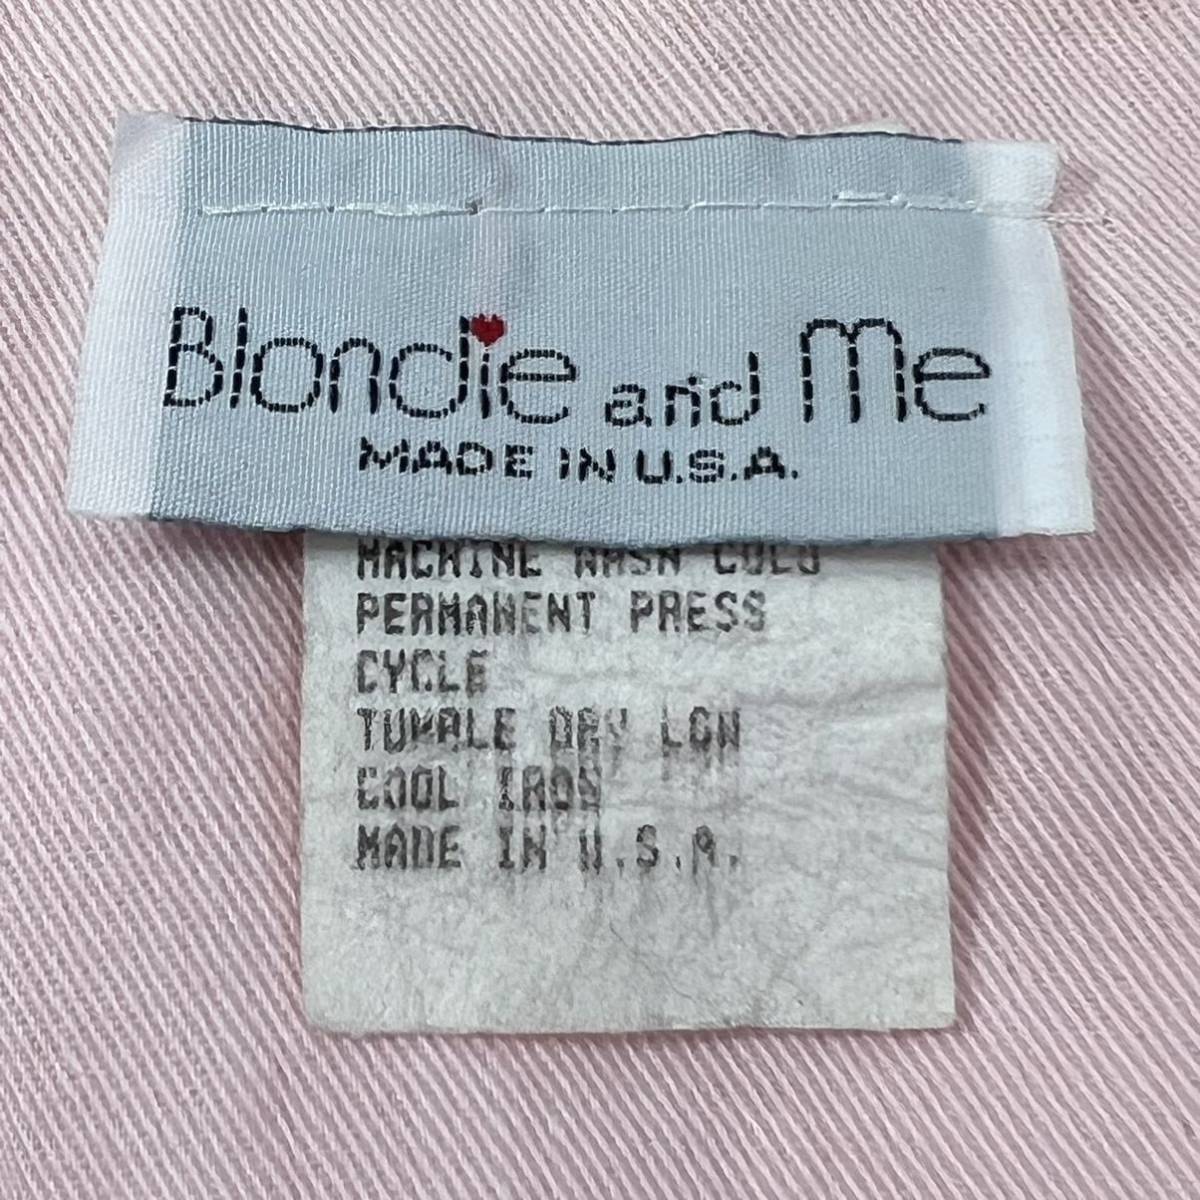 Blondie and Me
MADE IN U.S.A.
MACHINE WASH COLD
PERMANENT PRESS
CYCLE
TUMBLE DRY LOW
COOL IRON
MADE IN U.S.A.